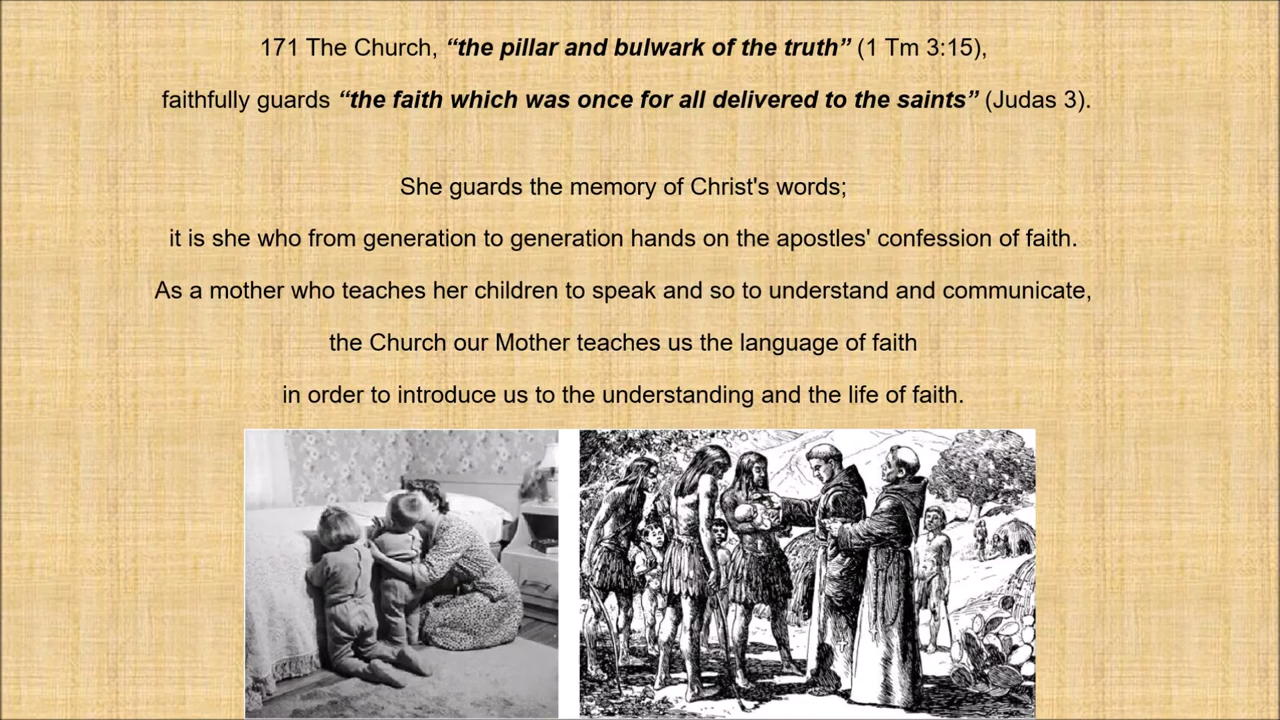 171 The Church, “the pillar and bulwark of the truth” (1 Tm 3:15),
faithfully guards “the faith which was once for all delivered to the saints” (Judas 3).
She guards the memory of Christ's words;
it is she who from generation to generation hands on the apostles' confession of faith.
As a mother who teaches her children to speak and so to understand and communicate,
the Church our Mother teaches us the language of faith
in order to introduce us to the understanding and the life of faith.